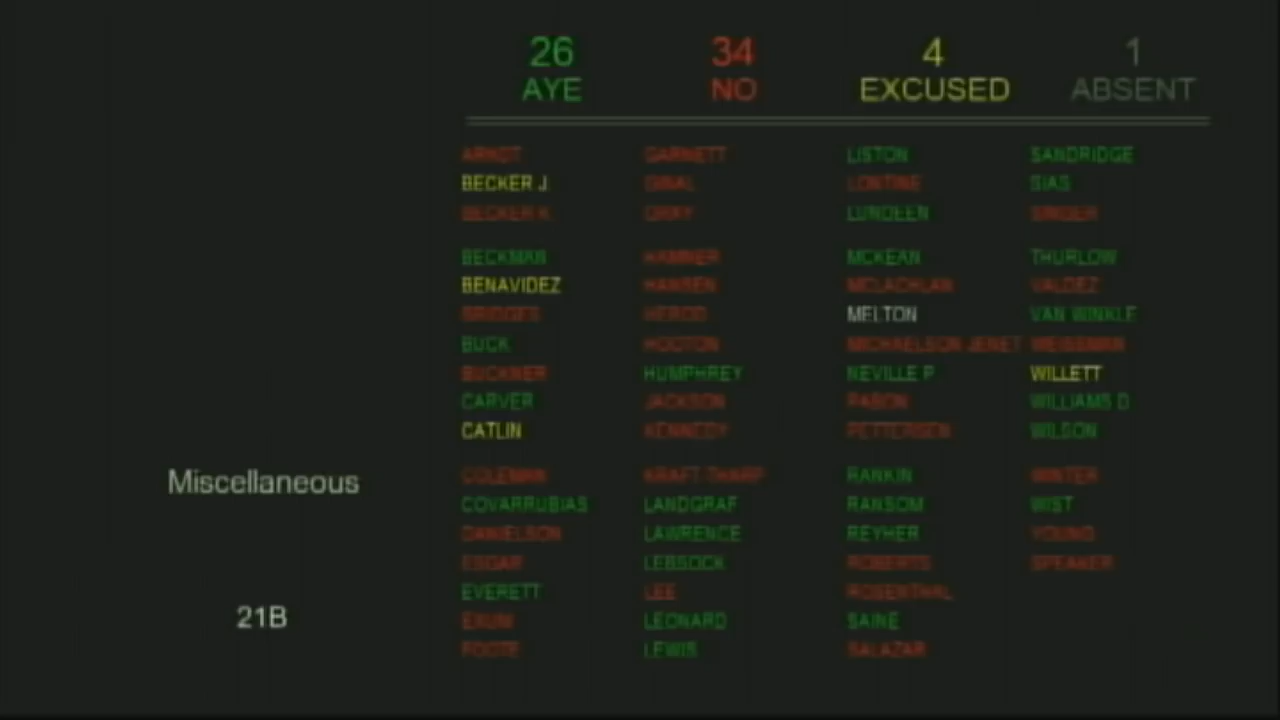 26 34 4 1
AYE NO EXCUSED ABSENT
ARNDT GARNETT LISTON SANDRIDGE
BECKER J. GINAL LONTINE SIAS
BECKER K. GRAY LUNDEEN SINGER
BECKMAN HAMNER MCKEAN THURLOW
BENAVIDEZ HANSEN MCLACHLAN VALDEZ
BRIDGES HEROD MELTON VAN WINKLE
BUCK HOOTON MICHAELSON JENET WEISSMAN
BUCKNER HUMPHREY NEVILLE P WILLETT
CARVER JACKSON PABON WILLIAMS D
CATLIN KENNEDY PETTERSEN WILSON
Miscellaneous
COLEMAN KRAFT-THARP RANKIN WINTER
COVARRUBIAS LANDGRAF RANSOM WIST
DANIELSON LAWRENCE REYHER YOUNG
ESGAR LEBSOCK ROBERTS SPEAKER
EVERETT LEE ROSENTHAL
21B
EXUM LEONARD SAINE
FOOTE LEWIS SALAZAR